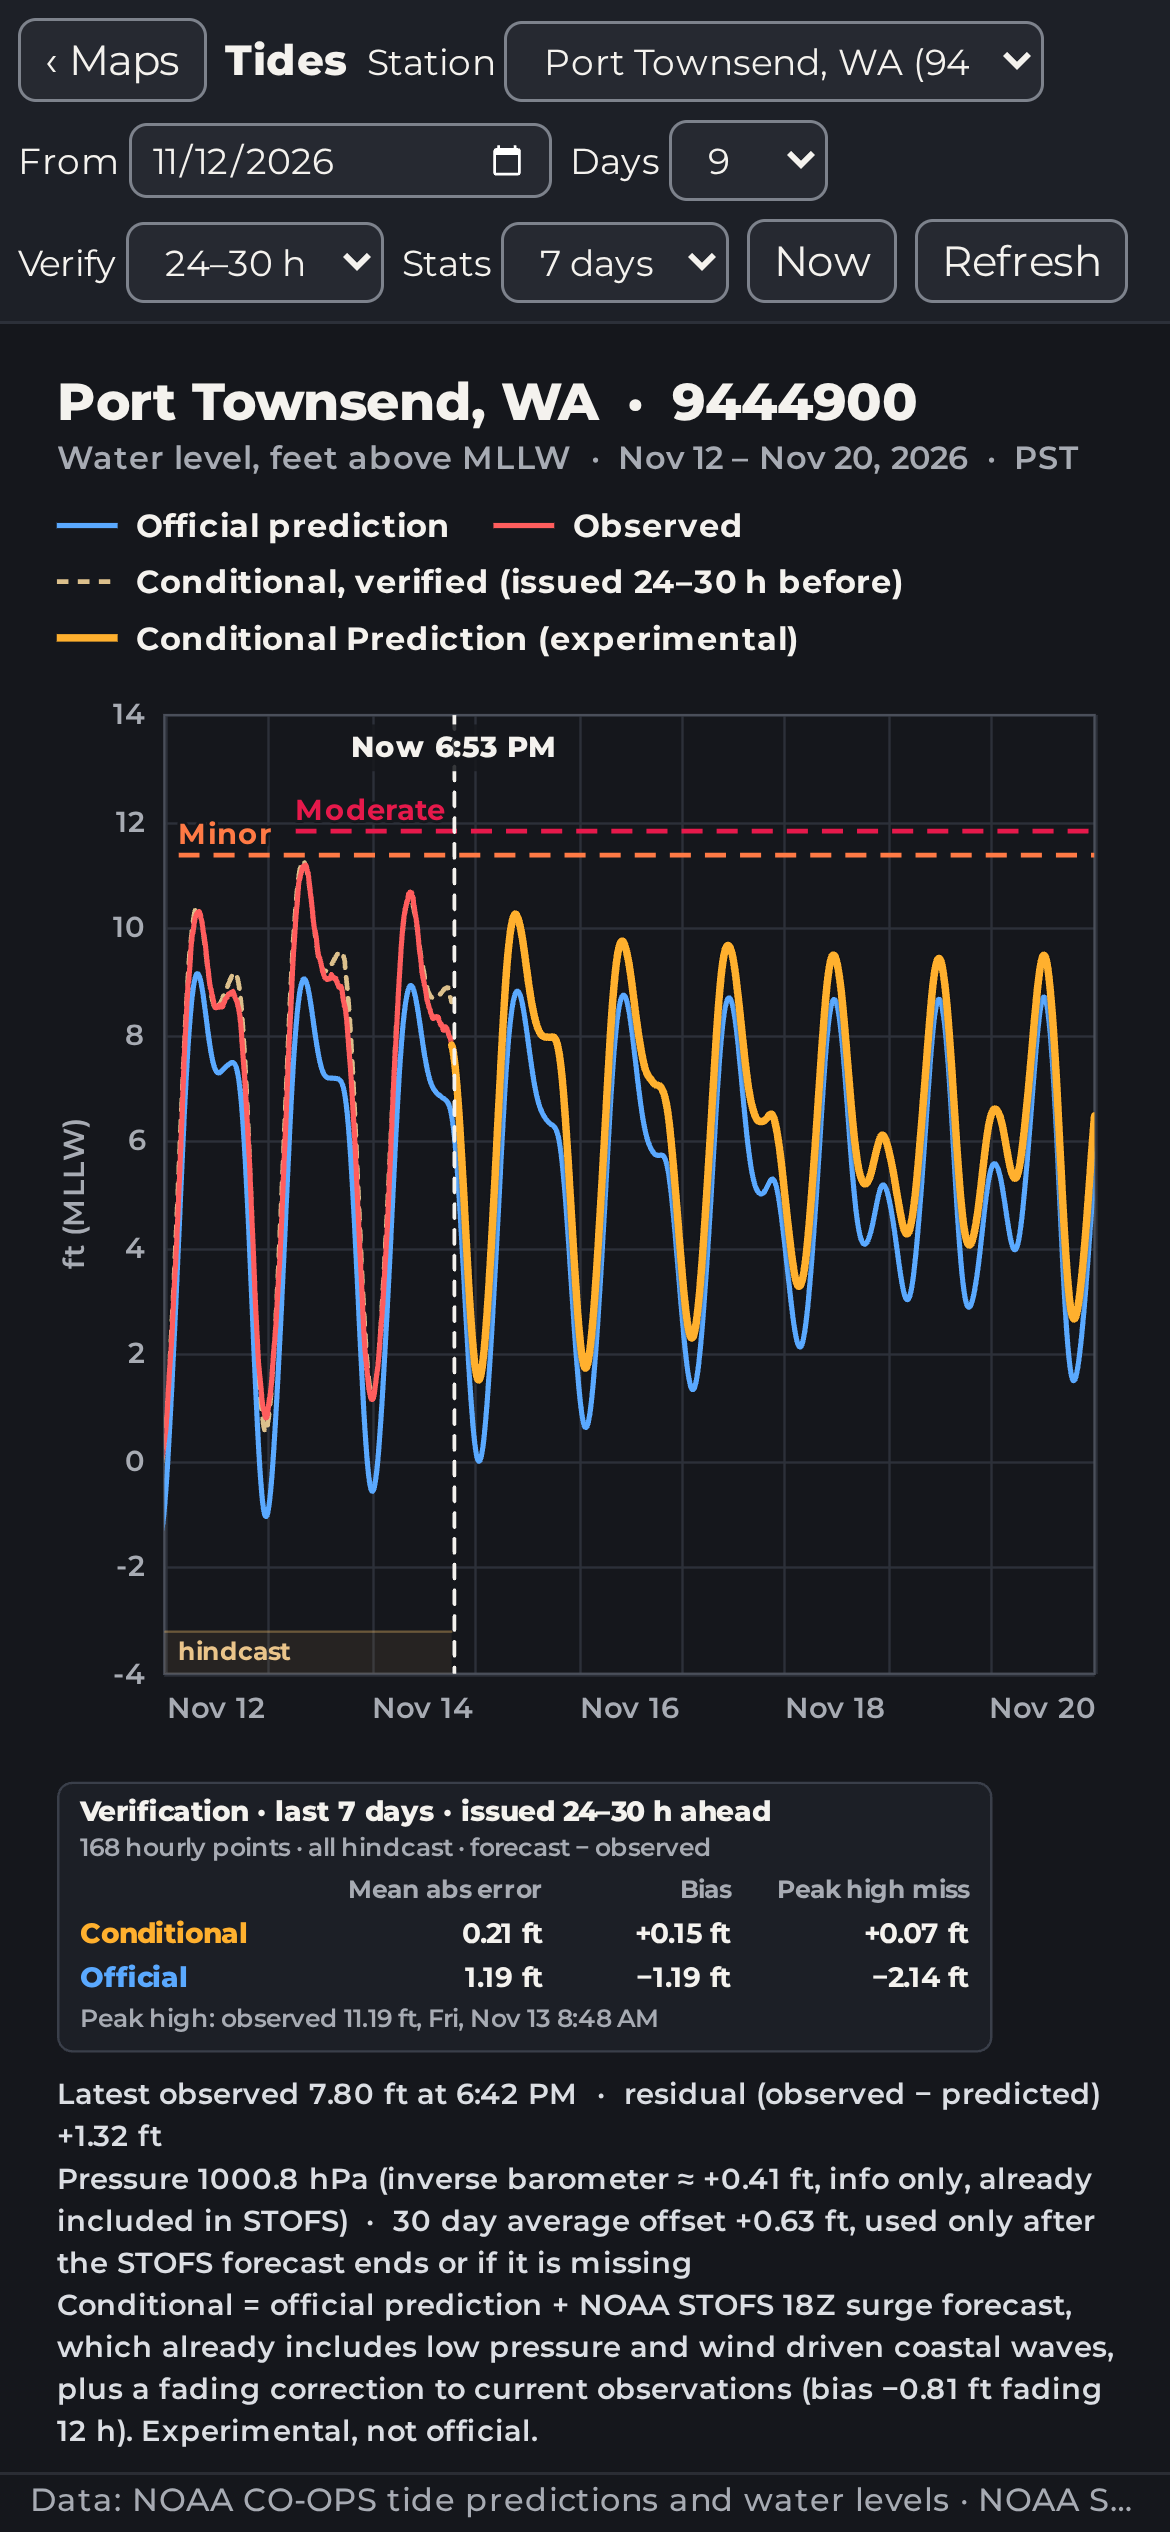 ‹ Maps Tides Station Port Townsend, WA (94
From 11/12/2026 Days 9
Verify 24–30 h Stats 7 days Now Refresh
Port Townsend, WA · 9444900
Water level, feet above MLLW · Nov 12 – Nov 20, 2026 · PST
Official prediction Observed
Conditional, verified (issued 24–30 h before)
Conditional Prediction (experimental)
14
Now 6:53 PM
Moderate
12
Minor
10
8
6
ft (MLLW)
4
2
0
-2
hindcast
-4
Nov 12 Nov 14 Nov 16 Nov 18 Nov 20
Verification · last 7 days · issued 24–30 h ahead
168 hourly points · all hindcast · forecast − observed
Mean abs error Bias Peak high miss
Conditional 0.21 ft +0.15 ft +0.07 ft
Official 1.19 ft −1.19 ft −2.14 ft
Peak high: observed 11.19 ft, Fri, Nov 13 8:48 AM
Latest observed 7.80 ft at 6:42 PM · residual (observed − predicted)
+1.32 ft
Pressure 1000.8 hPa (inverse barometer ≈ +0.41 ft, info only, already
included in STOFS) · 30 day average offset +0.63 ft, used only after
the STOFS forecast ends or if it is missing
Conditional = official prediction + NOAA STOFS 18Z surge forecast,
which already includes low pressure and wind driven coastal waves,
plus a fading correction to current observations (bias −0.81 ft fading
12 h). Experimental, not official.
Data: NOAA CO-OPS tide predictions and water levels · NOAA S...